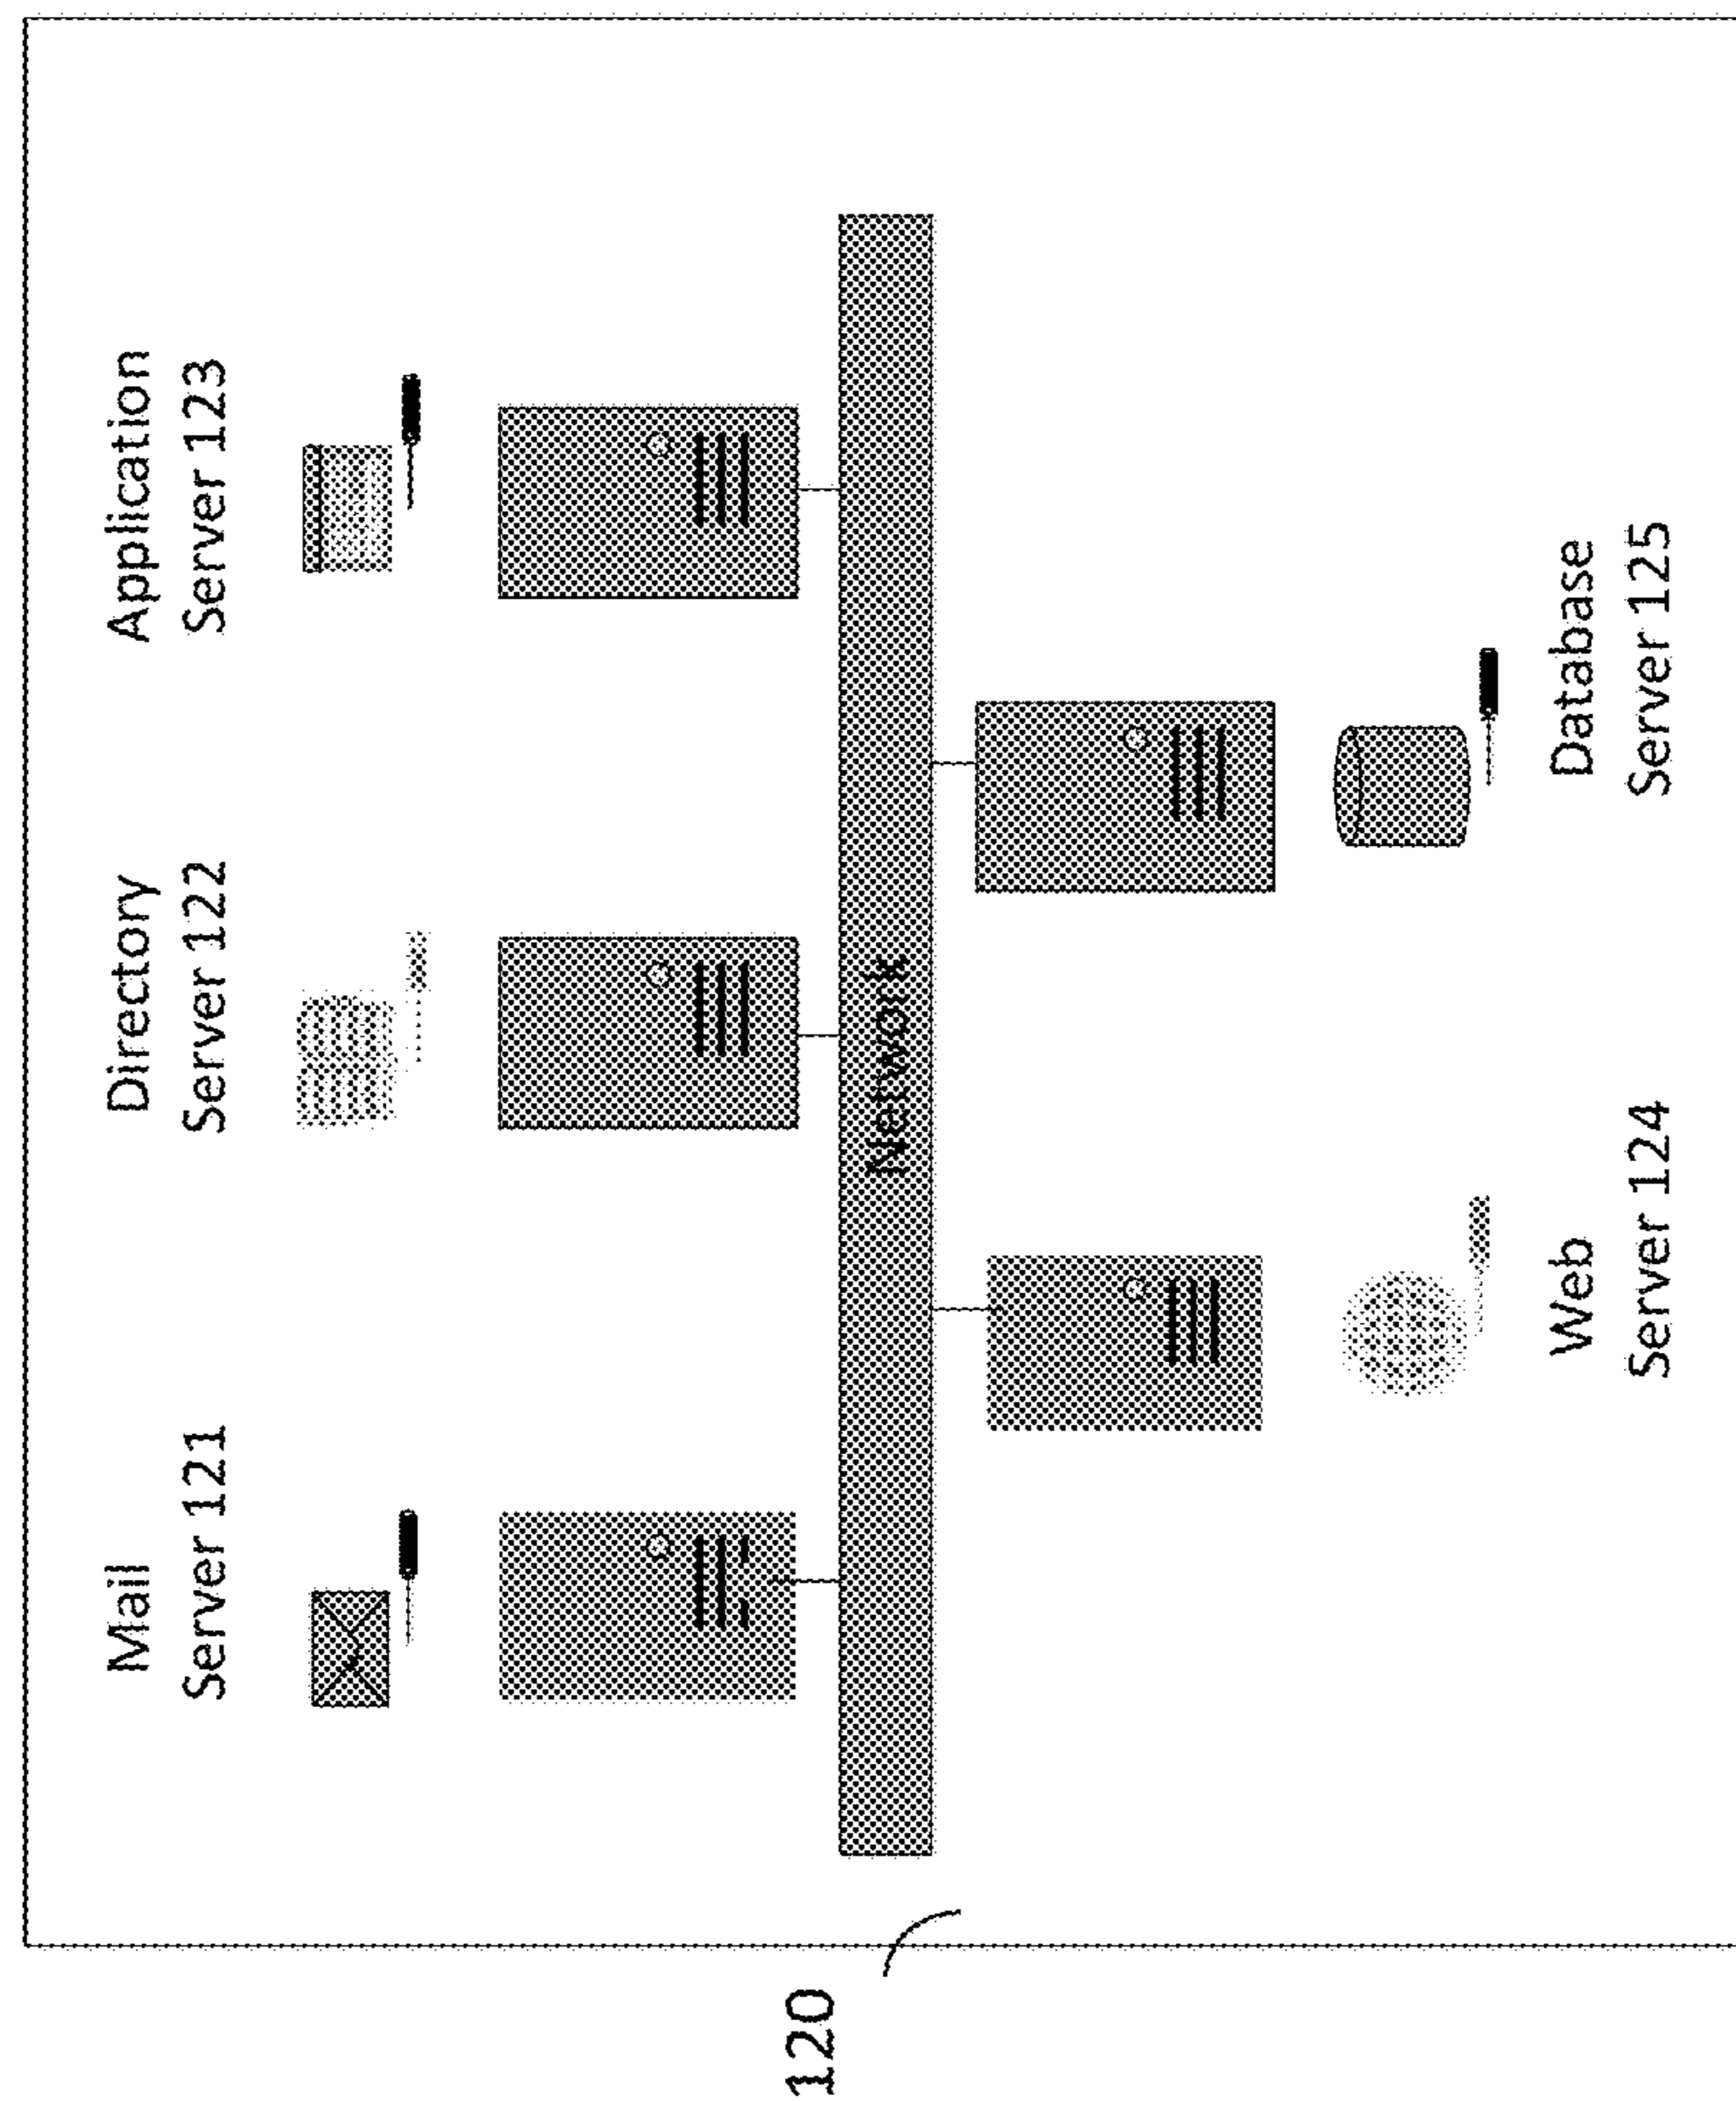 Mail
Server 121
Directory
Server 122
Application
Server 123
Network
Web
Server 124
Database
Server 125
120